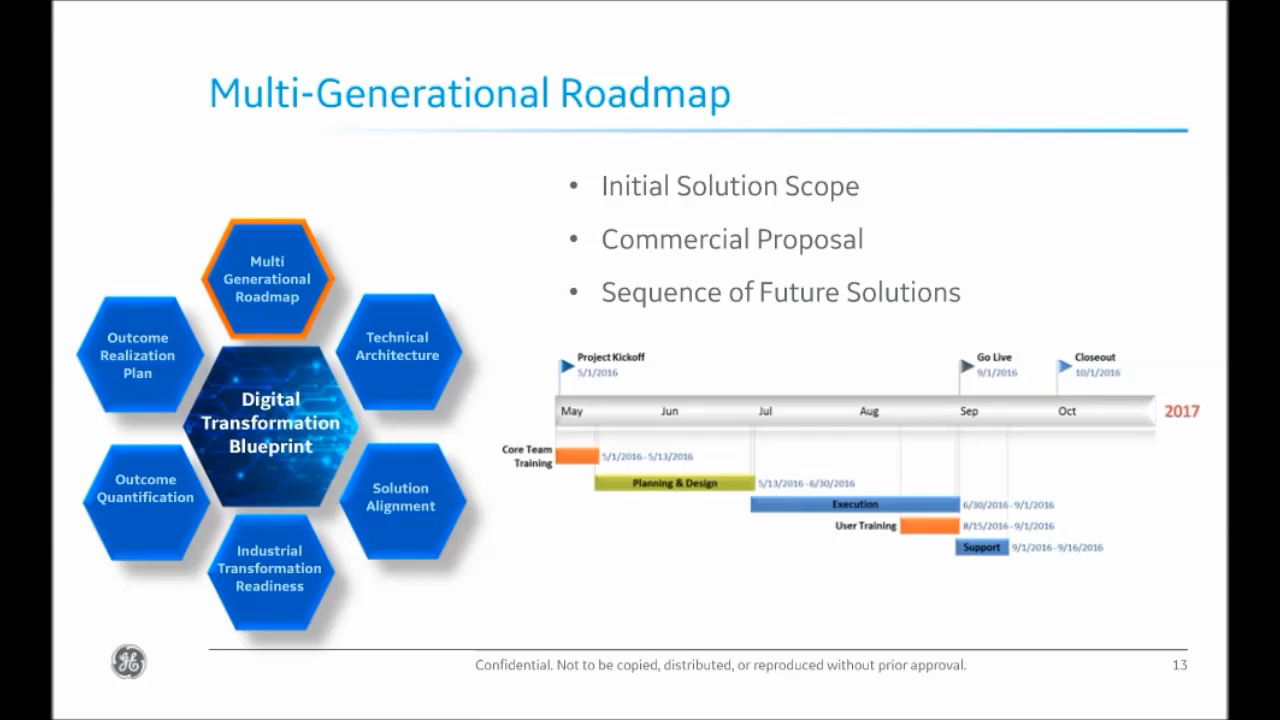 Multi-Generational Roadmap
• Initial Solution Scope
• Commercial Proposal
• Sequence of Future Solutions
Multi
Generational
Roadmap
Outcome
Realization
Plan
Technical
Architecture
Digital
Transformation
Blueprint
Outcome
Quantification
Solution
Alignment
Industrial
Transformation
Readiness
Project Kickoff
5/1/2016
Go Live
9/1/2016
Closeout
10/1/2016
May Jun Jul Aug Sep Oct 2017
Core Team
Training
5/1/2016 - 5/13/2016
Planning & Design 5/13/2016 - 6/30/2016
Execution 6/30/2016 - 9/1/2016
User Training 8/15/2016 - 9/1/2016
Support 9/1/2016 - 9/16/2016
GE
Confidential. Not to be copied, distributed, or reproduced without prior approval.
13